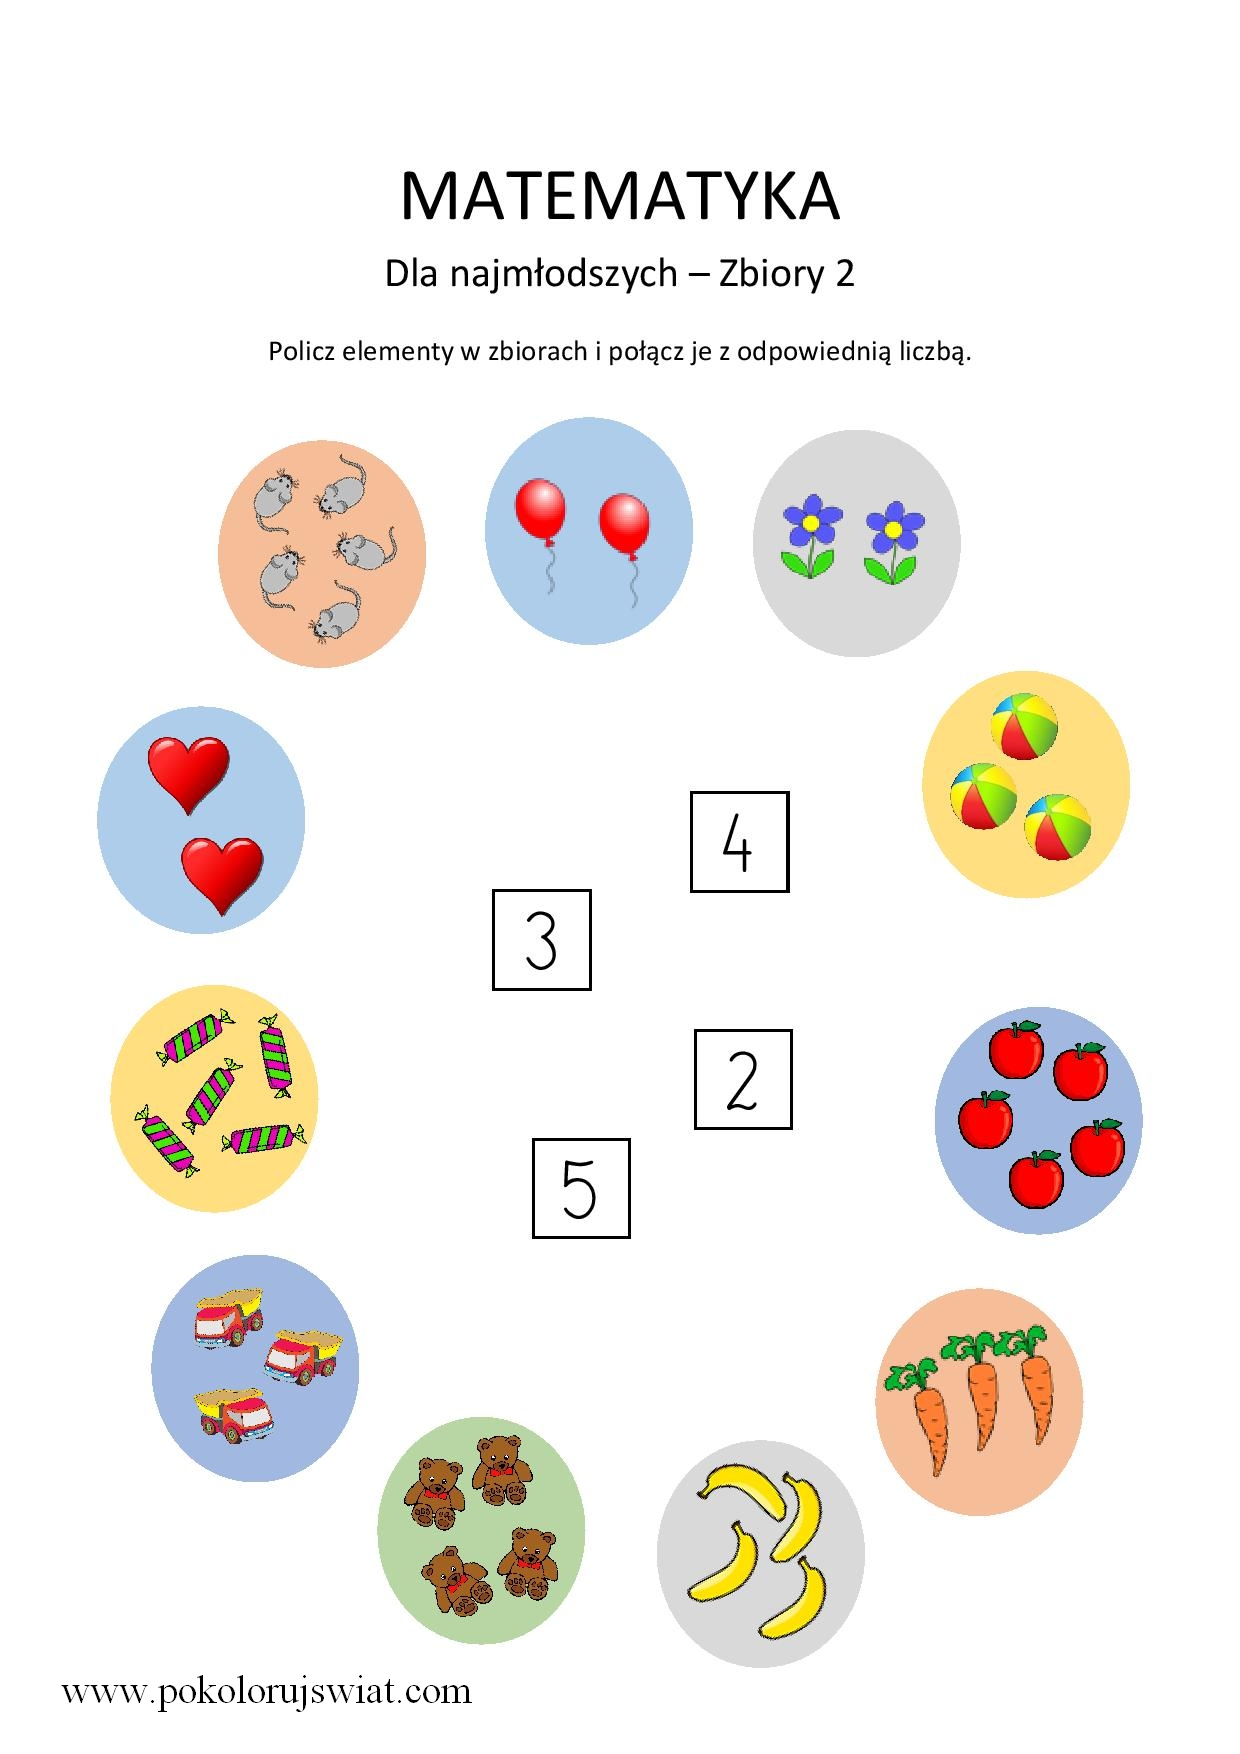 MATEMATYKA
Dla najmłodszych – Zbiory 2
Policz elementy w zbiorach i połącz je z odpowiednią liczbą.
4
3
2
5
www.pokolorujswiat.com